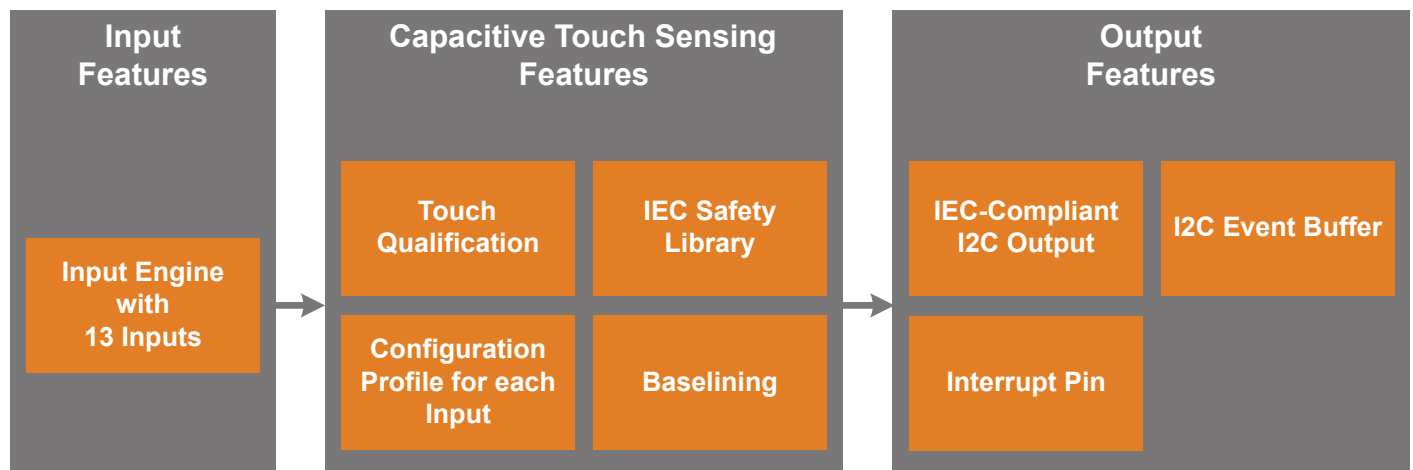 Input
Features
Input Engine
with
13 Inputs
Capacitive Touch Sensing
Features
Touch
Qualification
IEC Safety
Library
Configuration
Profile for each
Input
Baselining
Output
Features
IEC-Compliant
I2C Output
I2C Event Buffer
Interrupt Pin